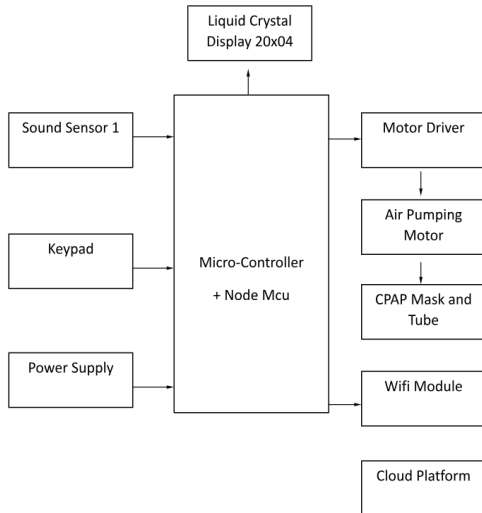 Liquid Crystal
Display 20x04
Sound Sensor 1
Motor Driver
Air Pumping
Motor
Keypad
Micro-Controller
+ Node Mcu
CPAP Mask and
Tube
Power Supply
Wifi Module
Cloud Platform